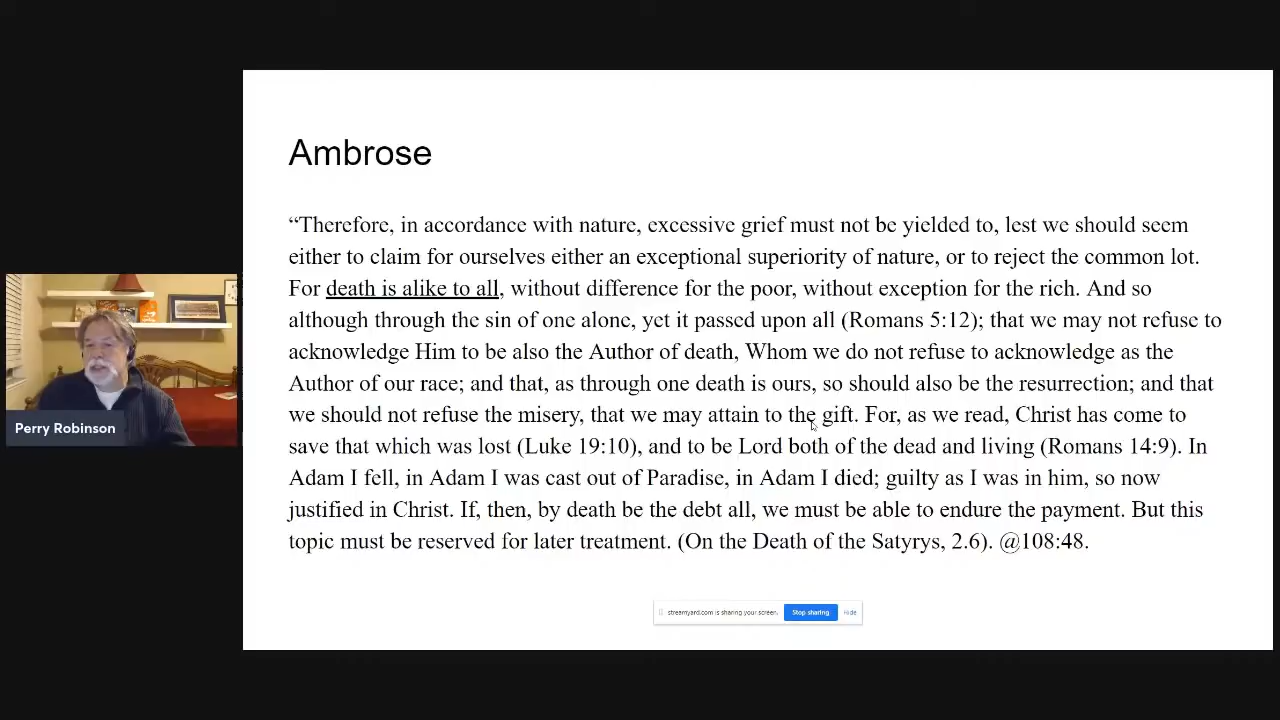 Ambrose
“Therefore, in accordance with nature, excessive grief must not be yielded to, lest we should seem
either to claim for ourselves either an exceptional superiority of nature, or to reject the common lot.
For death is alike to all, without difference for the poor, without exception for the rich. And so
although through the sin of one alone, yet it passed upon all (Romans 5:12); that we may not refuse to
acknowledge Him to be also the Author of death, Whom we do not refuse to acknowledge as the
Author of our race; and that, as through one death is ours, so should also be the resurrection; and that
we should not refuse the misery, that we may attain to the gift. For, as we read, Christ has come to
save that which was lost (Luke 19:10), and to be Lord both of the dead and living (Romans 14:9). In
Adam I fell, in Adam I was cast out of Paradise, in Adam I died; guilty as I was in him, so now
justified in Christ. If, then, by death be the debt all, we must be able to endure the payment. But this
topic must be reserved for later treatment. (On the Death of the Satyrys, 2.6). @108:48.
Perry Robinson
streamyard.com is sharing your screen. Stop sharing Hide